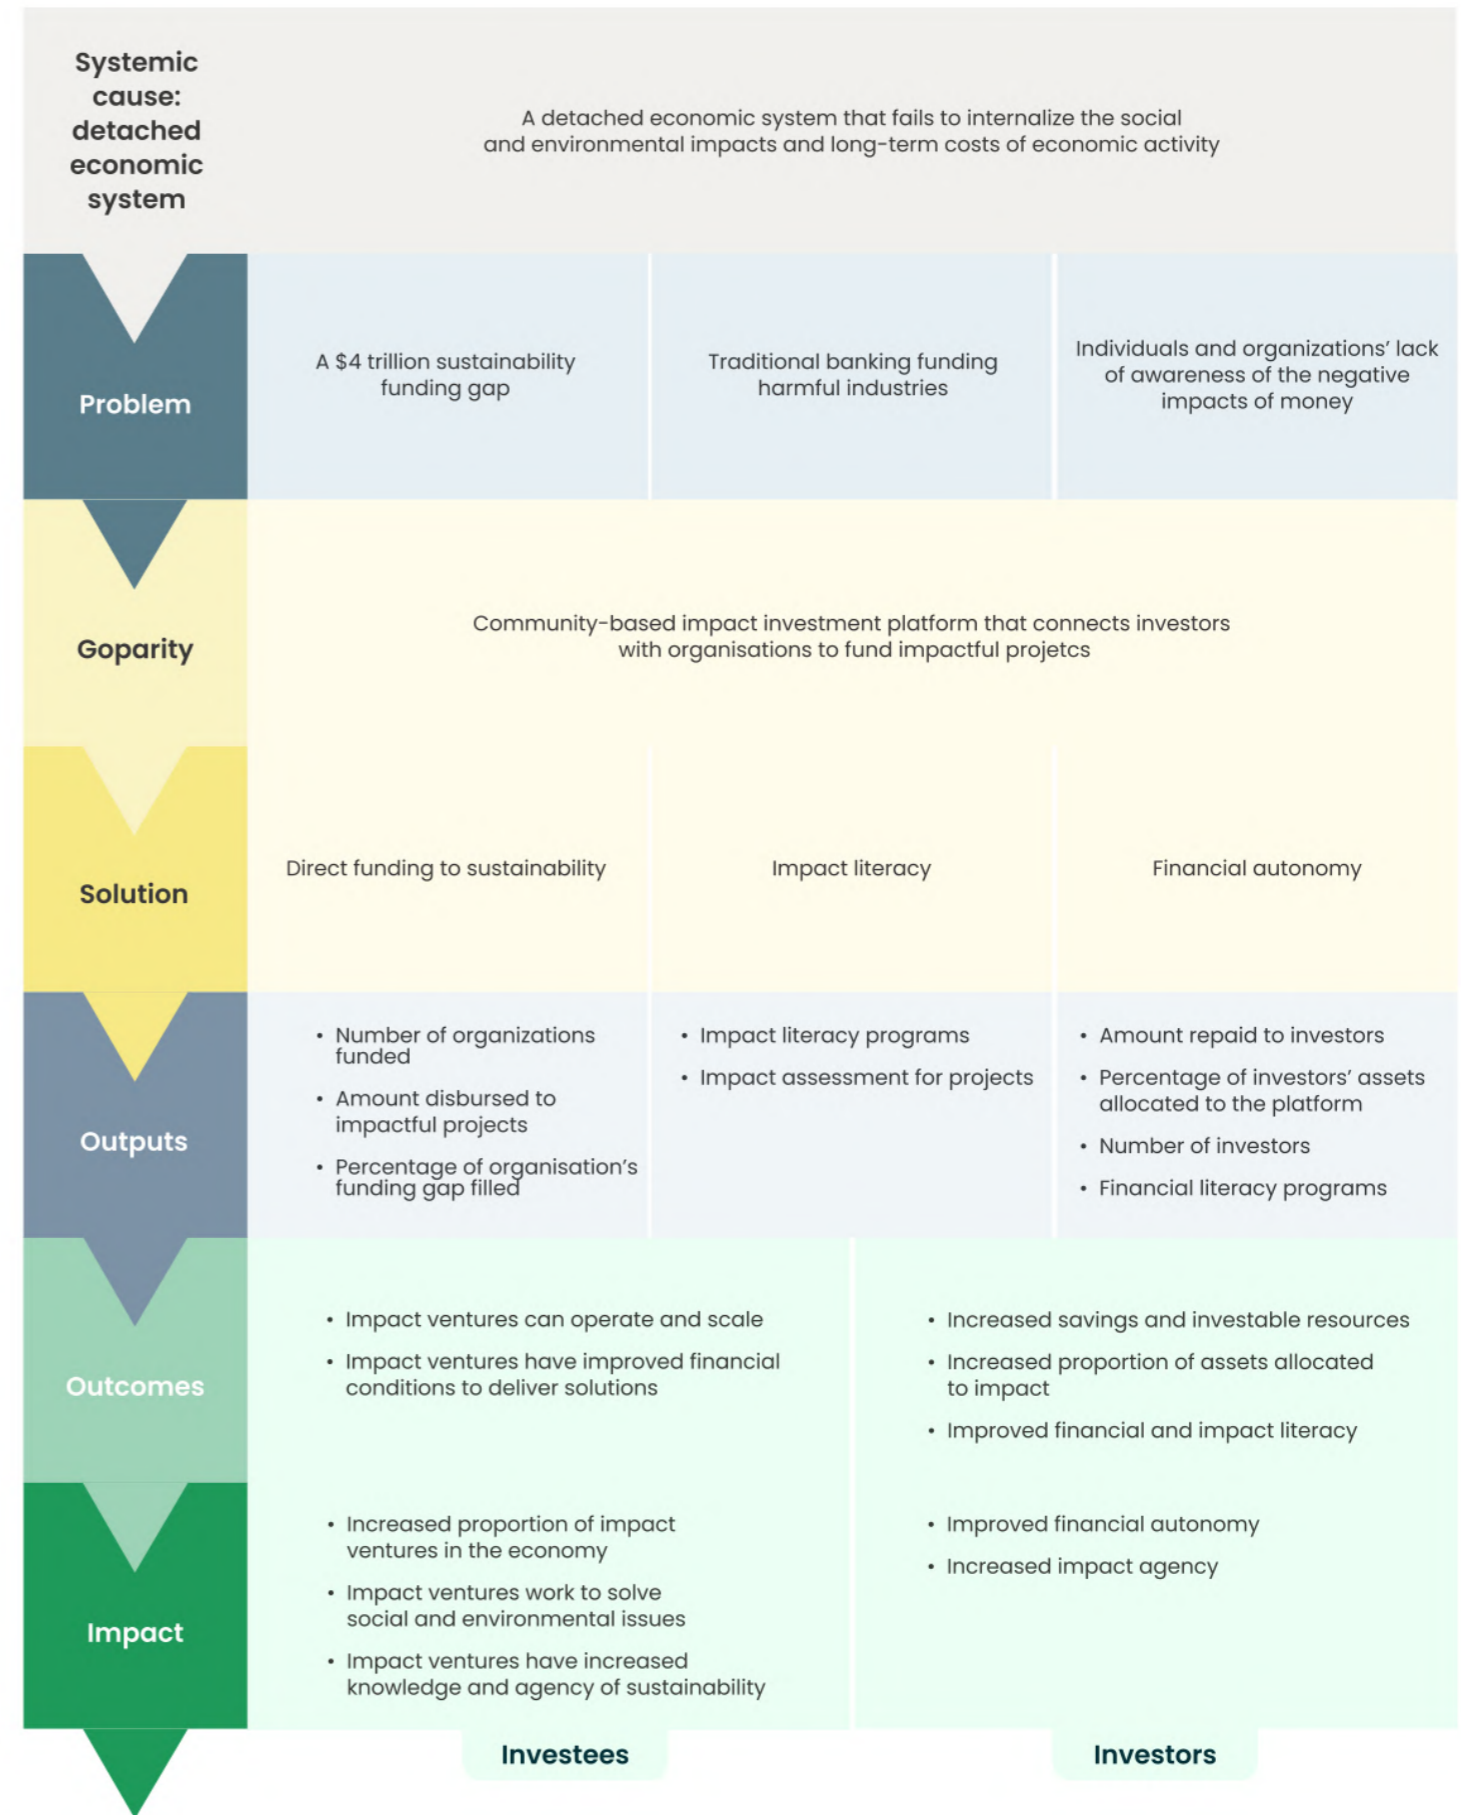 Systemic
cause:
detached
economic
system
A detached economic system that fails to internalize the social
and environmental impacts and long-term costs of economic activity
Problem
A $4 trillion sustainability
funding gap
Traditional banking funding
harmful industries
Individuals and organizations’ lack
of awareness of the negative
impacts of money
Goparity
Community-based impact investment platform that connects investors
with organisations to fund impactful projetcs
Solution
Direct funding to sustainability
Impact literacy
Financial autonomy
Outputs
• Number of organizations
funded
• Amount disbursed to
impactful projects
• Percentage of organisation’s
funding gap filled
• Impact literacy programs
• Impact assessment for projects
• Amount repaid to investors
• Percentage of investors’ assets
allocated to the platform
• Number of investors
• Financial literacy programs
Outcomes
• Impact ventures can operate and scale
• Impact ventures have improved financial
conditions to deliver solutions
• Increased savings and investable resources
• Increased proportion of assets allocated
to impact
• Improved financial and impact literacy
Impact
• Increased proportion of impact
ventures in the economy
• Impact ventures work to solve
social and environmental issues
• Impact ventures have increased
knowledge and agency of sustainability
• Improved financial autonomy
• Increased impact agency
Investees
Investors